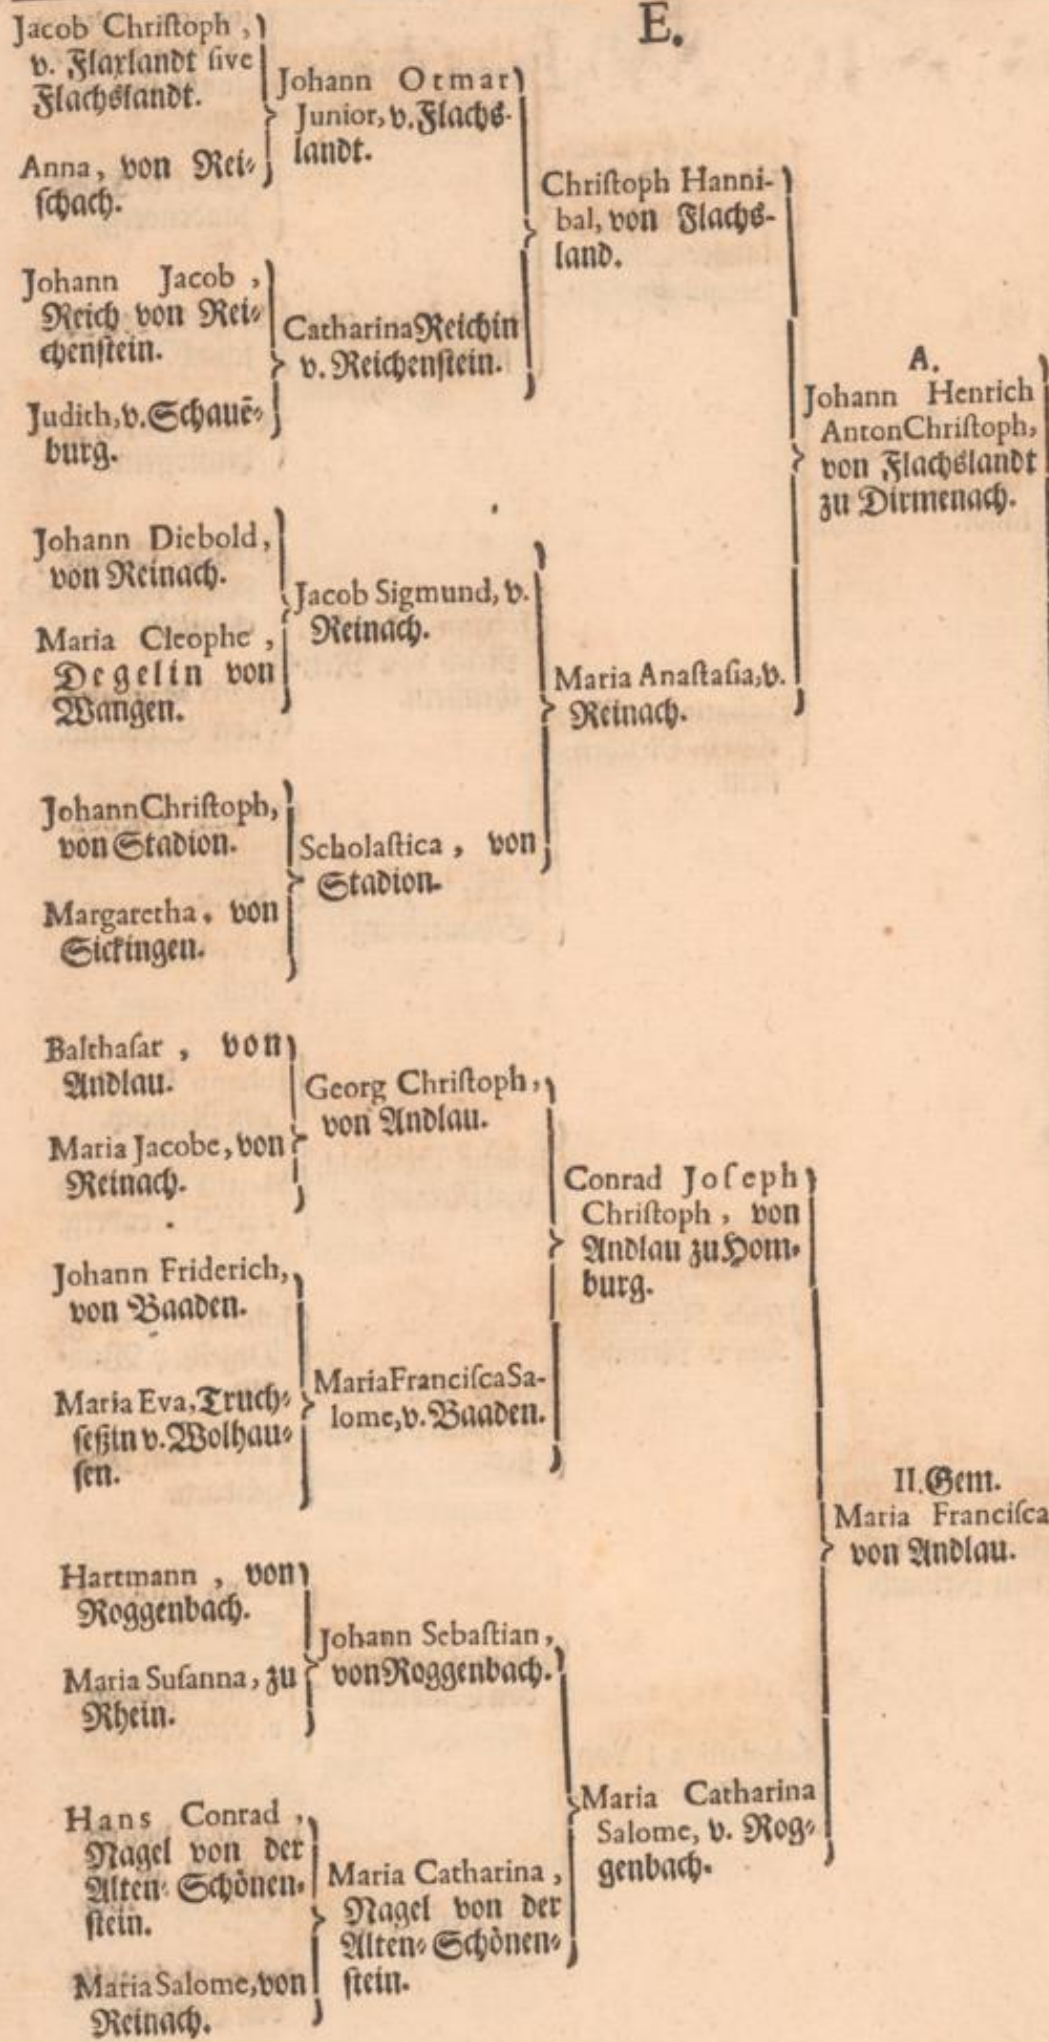 E.
Jacob Chriſtoph,
v. Flaxlandt ſive
Flachslandt.
Anna, von Rei⸗
ſchach.
Johann Jacob,
Reich von Rei⸗
chenſtein.
Judith, v. Schauē⸗
burg.
Johann Diebold,
von Reinach.
Maria Cleophe,
Degelin von
Wangen.
Johann Chriſtoph,
von Stadion.
Margaretha. von
Sickingen.
Balthaſar, von
Andlau.
Maria Jacobe, von
Reinach.
Johann Friderich,
von Baaden.
Maria Eva, Truch⸗
ſeßin v. Wolhau⸗
ſen.
Hartmann, von
Roggenbach.
Maria Suſanna, zu
Rhein.
Hans Conrad,
Nagel von der
Alten⸗Schönen⸗
ſtein.
Maria Salome, von
Reinach.
Johann Otmar
Junior, v. Flachs⸗
landt.
Catharina Reichin
v. Reichenſtein.
Jacob Sigmund, v.
Reinach.
Scholaſtica, von
Stadion.
Georg Chriſtoph,
von Andlau.
Maria Franciſca Sa-
lome, v. Baaden.
Johann Sebaſtian,
von Roggenbach.
Maria Catharina,
Nagel von der
Alten⸗Schönen⸗
ſtein.
Chriſtoph Hanni-
bal, von Flachs⸗
land.
Maria Anaſtaſia, v.
Reinach.
Conrad Joſeph
Chriſtoph, von
Andlau zu Hom⸗
burg.
Maria Catharina
Salome, v. Rog⸗
genbach.
A.
Johann Henrich
Anton Chriſtoph,
von Flachslandt
zu Dirmenach.
II. Gem.
Maria Franciſca
von Andlau.